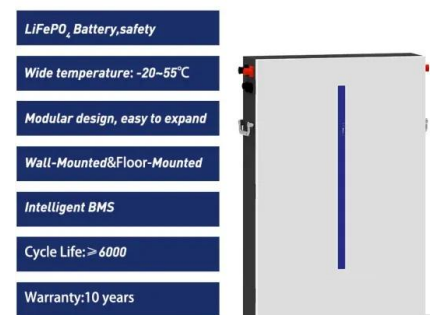 LiFePO₄ Battery,safety
Wide temperature: -20~55℃
Modular design, easy to expand
Wall-Mounted&Floor-Mounted
Intelligent BMS
Cycle Life:≥6000
Warranty:10 years